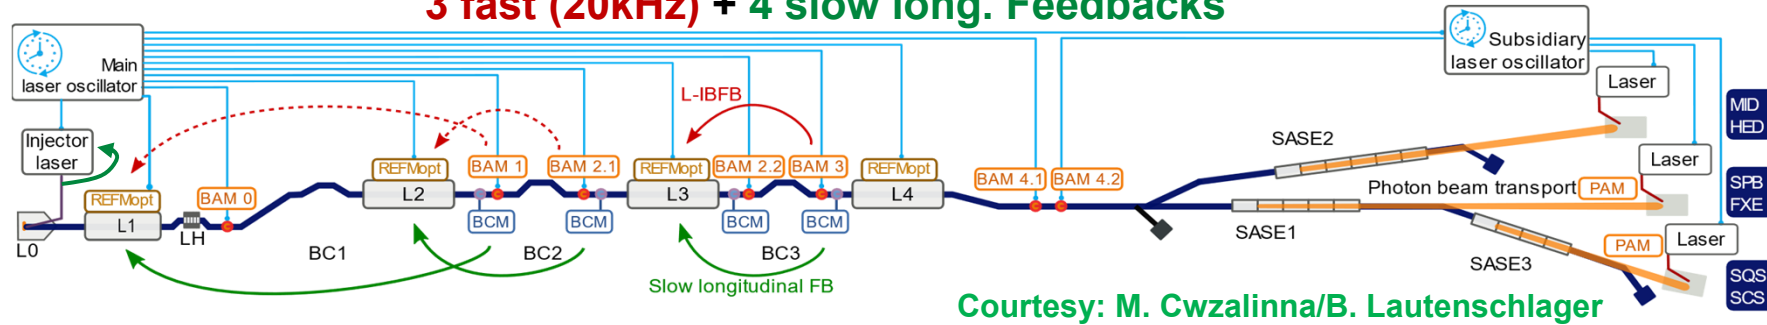 3 fast (20kHz) + 4 slow long. Feedbacks
Main
laser oscillator
Subsidiary
laser oscillator
Laser
MID
HED
L-IBFB
Injector
laser
SASE2
REFMopt
BAM 1
BAM 2.1
REFMopt
BAM 2.2
BAM 3
REFMopt
Laser
BAM 4.1
BAM 4.2
REFMopt
BAM 0
L2
L3
L4
Photon beam transport
PAM
SPB
FXE
L0
L1
LH
BCM
BCM
BCM
BCM
SASE1
Laser
BC1
BC2
BC3
PAM
SASE3
Slow longitudinal FB
SQS
SCS
Courtesy: M. Cwzalinna/B. Lautenschlager